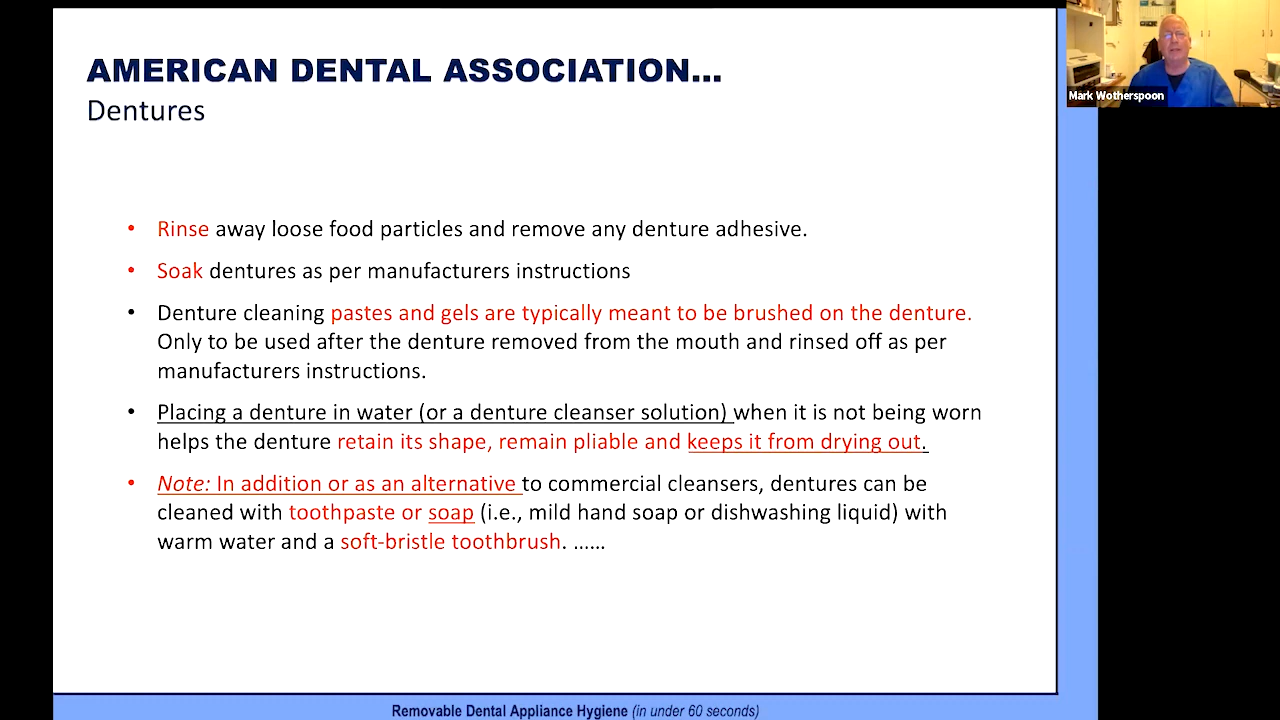 AMERICAN DENTAL ASSOCIATION...
Dentures
Mark Wotherspoon
• Rinse away loose food particles and remove any denture adhesive.
• Soak dentures as per manufacturers instructions
• Denture cleaning pastes and gels are typically meant to be brushed on the denture.
Only to be used after the denture removed from the mouth and rinsed off as per
manufacturers instructions.
• Placing a denture in water (or a denture cleanser solution) when it is not being worn
helps the denture retain its shape, remain pliable and keeps it from drying out.
• Note: In addition or as an alternative to commercial cleansers, dentures can be
cleaned with toothpaste or soap (i.e., mild hand soap or dishwashing liquid) with
warm water and a soft-bristle toothbrush. ......
Removable Dental Appliance Hygiene (in under 60 seconds)